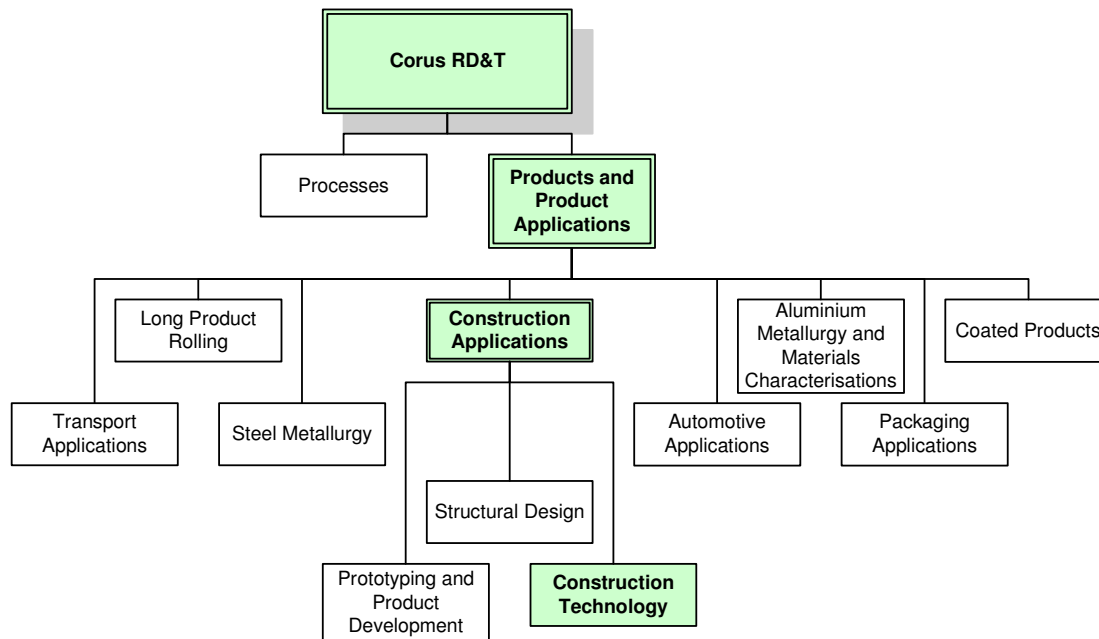 Corus RD&T
Processes
Products and
Product
Applications
Long Product
Rolling
Construction
Applications
Aluminium
Metallurgy and
Materials
Characterisations
Coated Products
Transport
Applications
Steel Metallurgy
Automotive
Applications
Packaging
Applications
Structural Design
Prototyping and
Product
Development
Construction
Technology